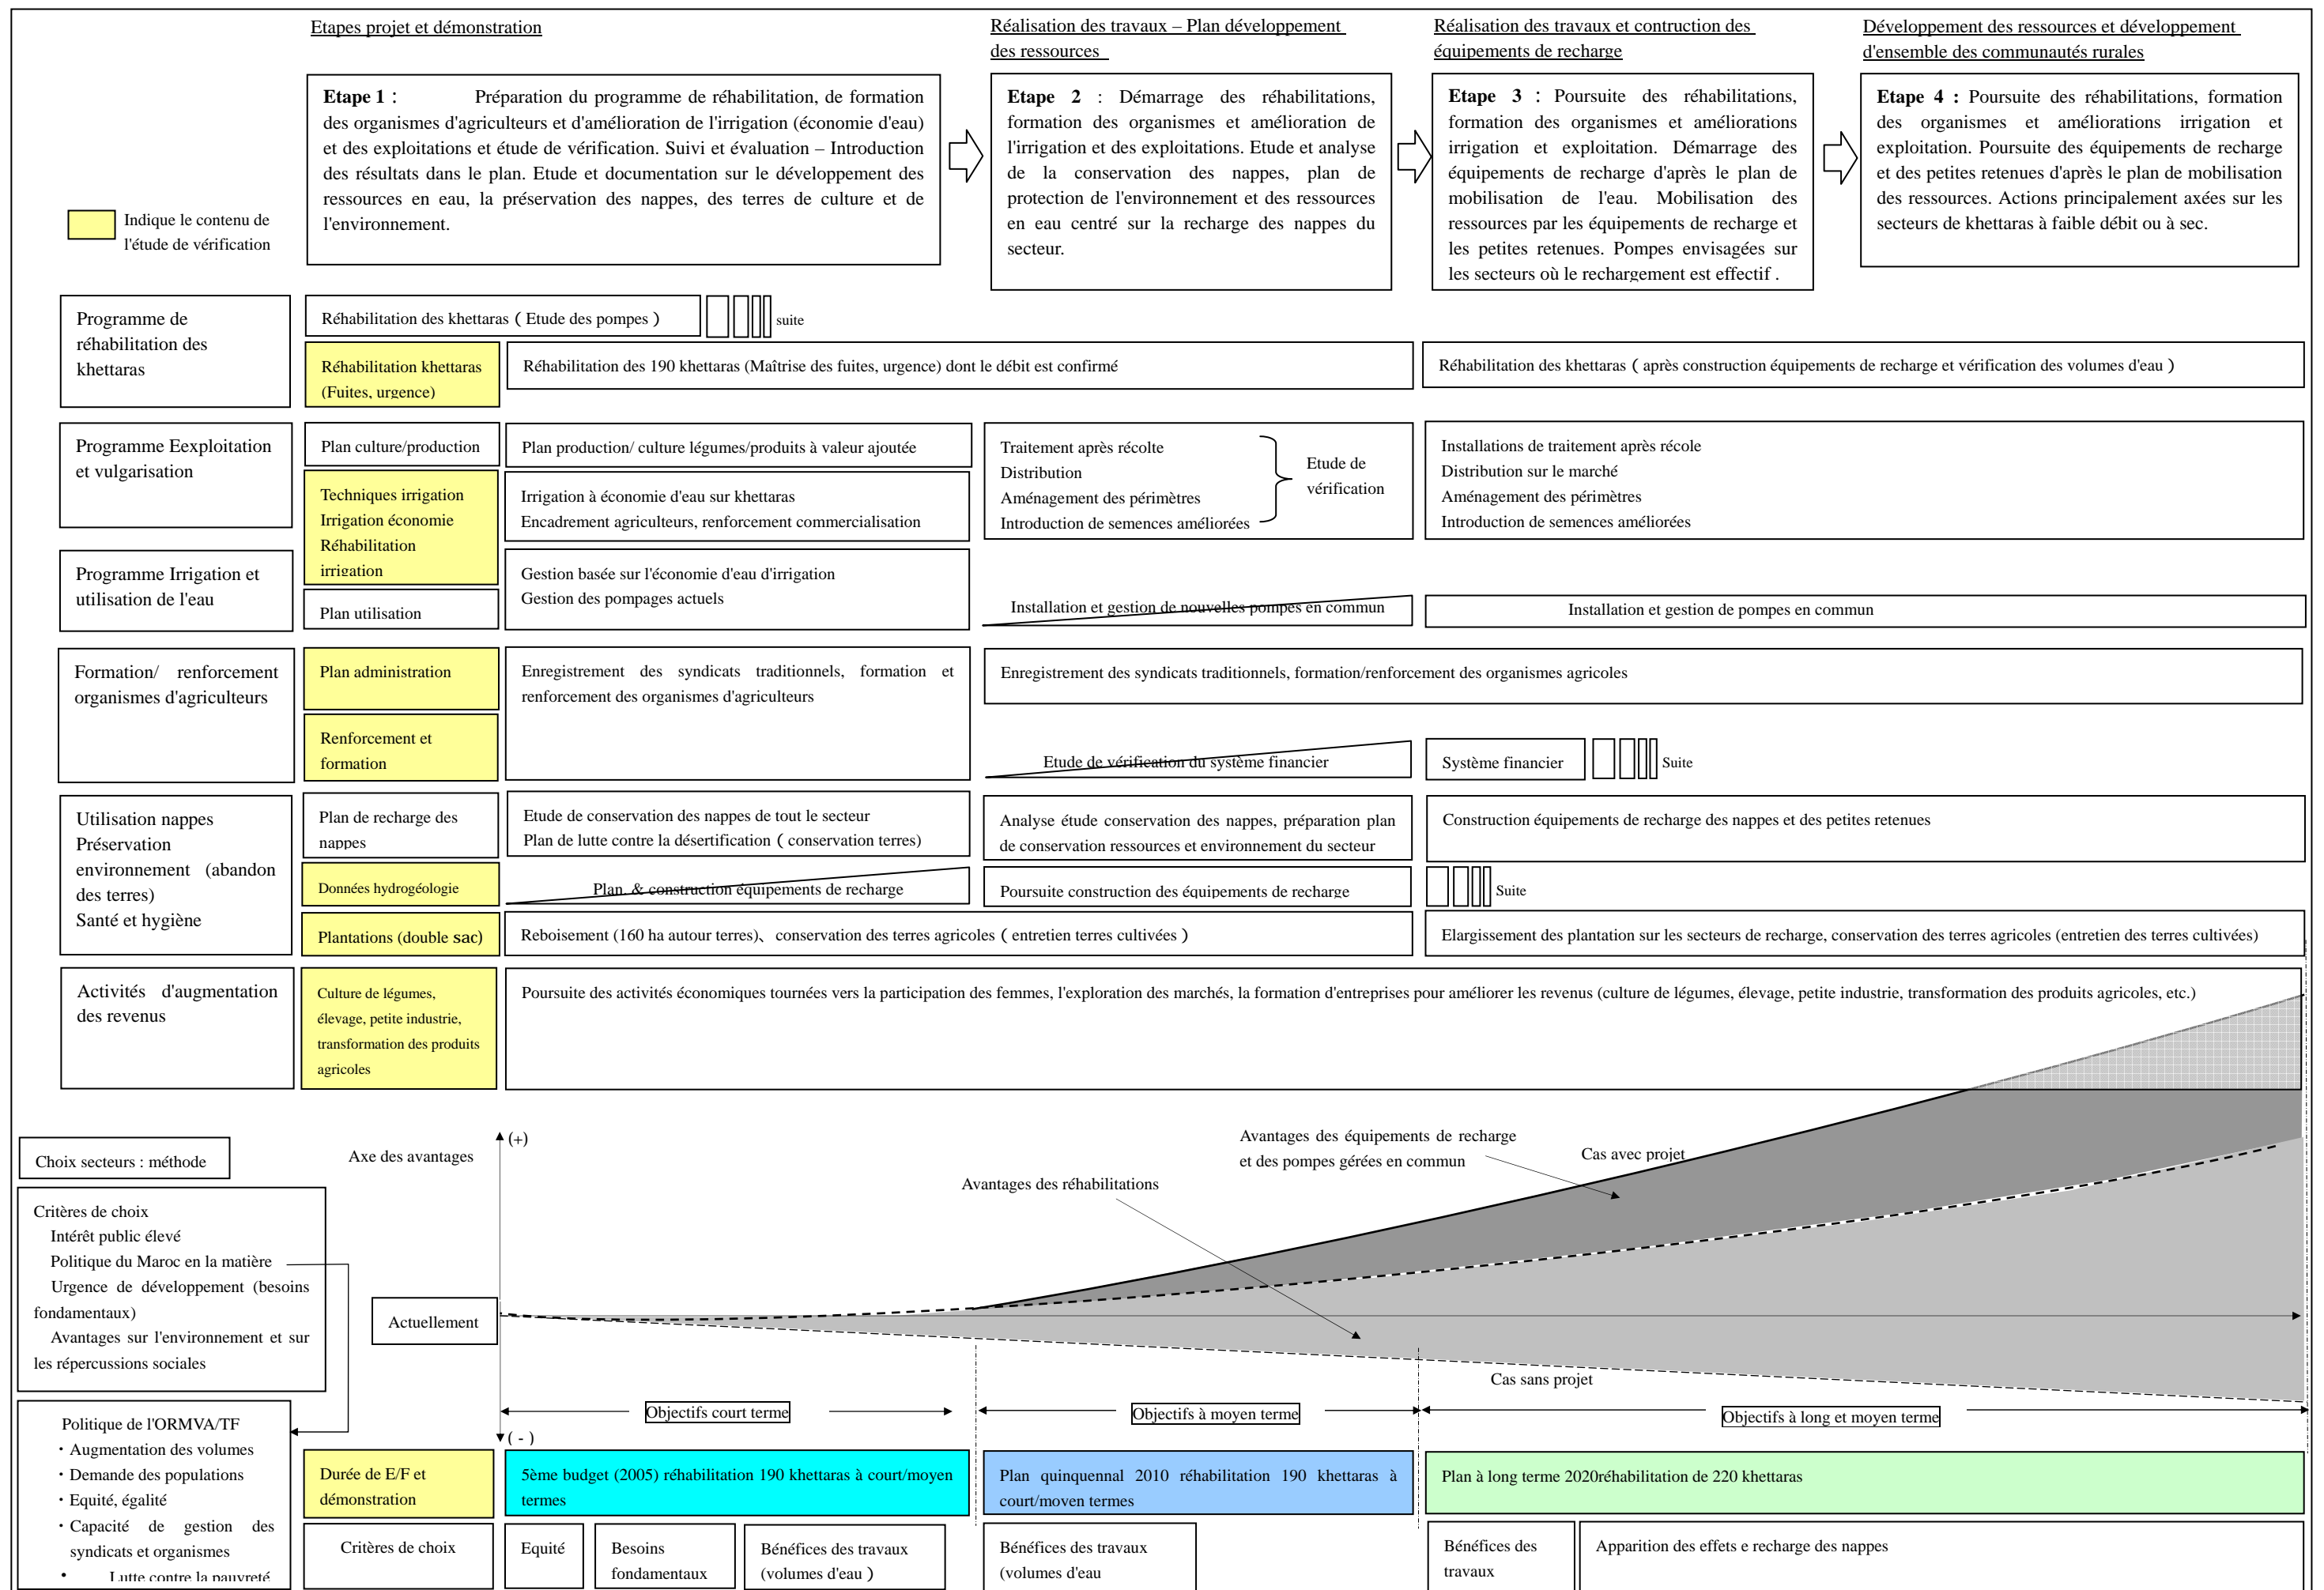 Etapes projet et démonstration
Réalisation des travaux – Plan développement
des ressources
Réalisation des travaux et contruction des
équipements de recharge
Développement des ressources et développement
d'ensemble des communautés rurales
Etape 1 : Préparation du programme de réhabilitation, de formation
des organismes d'agriculteurs et d'amélioration de l'irrigation (économie d'eau)
et des exploitations et étude de vérification. Suivi et évaluation – Introduction
des résultats dans le plan. Etude et documentation sur le développement des
ressources en eau, la préservation des nappes, des terres de culture et de
l'environnement.
Etape 2 : Démarrage des réhabilitations,
formation des organismes et amélioration de
l'irrigation et des exploitations. Etude et analyse
de la conservation des nappes, plan de
protection de l'environnement et des ressources
en eau centré sur la recharge des nappes du
secteur.
Etape 3 : Poursuite des réhabilitations,
formation des organismes et améliorations
irrigation et exploitation. Démarrage des
équipements de recharge d'après le plan de
mobilisation de l'eau. Mobilisation des
ressources par les équipements de recharge et
les petites retenues. Pompes envisagées sur
les secteurs où le rechargement est effectif .
Etape 4 : Poursuite des réhabilitations, formation
des organismes et améliorations irrigation et
exploitation. Poursuite des équipements de recharge
et des petites retenues d'après le plan de mobilisation
des ressources. Actions principalement axées sur les
secteurs de khettaras à faible débit ou à sec.
Indique le contenu de
l'étude de vérification
Programme de
réhabilitation des
khettaras
Réhabilitation des khettaras ( Etude des pompes )
suite
Réhabilitation khettaras
(Fuites, urgence)
Réhabilitation des 190 khettaras (Maîtrise des fuites, urgence) dont le débit est confirmé
Réhabilitation des khettaras ( après construction équipements de recharge et vérification des volumes d'eau )
Programme Eexploitation
et vulgarisation
Plan culture/production
Plan production/ culture légumes/produits à valeur ajoutée
Traitement après récolte
Distribution
Aménagement des périmètres
Introduction de semences améliorées
Etude de
vérification
Installations de traitement après récole
Distribution sur le marché
Aménagement des périmètres
Introduction de semences améliorées
Techniques irrigation
Irrigation économie
Réhabilitation
irrigation
Irrigation à économie d'eau sur khettaras
Encadrement agriculteurs, renforcement commercialisation
Programme Irrigation et
utilisation de l'eau
Plan utilisation
Gestion basée sur l'économie d'eau d'irrigation
Gestion des pompages actuels
Installation et gestion de nouvelles pompes en commun
Installation et gestion de pompes en commun
Formation/ renforcement
organismes d'agriculteurs
Plan administration
Enregistrement des syndicats traditionnels, formation et
renforcement des organismes d'agriculteurs
Enregistrement des syndicats traditionnels, formation/renforcement des organismes agricoles
Renforcement et
formation
Etude de vérification du système financier
Système financier
Suite
Utilisation nappes
Préservation
environnement (abandon
des terres)
Santé et hygiène
Plan de recharge des
nappes
Etude de conservation des nappes de tout le secteur
Plan de lutte contre la désertification ( conservation terres)
Analyse étude conservation des nappes, préparation plan
de conservation ressources et environnement du secteur
Construction équipements de recharge des nappes et des petites retenues
Données hydrogéologie
Plan. & construction équipements de recharge
Poursuite construction des équipements de recharge
Suite
Plantations (double sac)
Reboisement (160 ha autour terres)、conservation des terres agricoles ( entretien terres cultivées )
Elargissement des plantation sur les secteurs de recharge, conservation des terres agricoles (entretien des terres cultivées)
Activités d'augmentation
des revenus
Culture de légumes,
élevage, petite industrie,
transformation des produits
agricoles
Poursuite des activités économiques tournées vers la participation des femmes, l'exploration des marchés, la formation d'entreprises pour améliorer les revenus (culture de légumes, élevage, petite industrie, transformation des produits agricoles, etc.)
Choix secteurs : méthode
Axe des avantages
(+)
Avantages des équipements de recharge
et des pompes gérées en commun
Cas avec projet
Avantages des réhabilitations
Critères de choix
Intérêt public élevé
Politique du Maroc en la matière
Urgence de développement (besoins
fondamentaux)
Avantages sur l'environnement et sur
les répercussions sociales
Actuellement
Cas sans projet
Objectifs court terme
Objectifs à moyen terme
Objectifs à long et moyen terme
( - )
Politique de l'ORMVA/TF
・Augmentation des volumes
・Demande des populations
・Equité, égalité
・Capacité de gestion des
syndicats et organismes
• Lutte contre la pauvreté
Durée de E/F et
démonstration
5ème budget (2005) réhabilitation 190 khettaras à court/moyen
termes
Plan quinquennal 2010 réhabilitation 190 khettaras à
court/moyen termes
Plan à long terme 2020réhabilitation de 220 khettaras
Critères de choix
Equité
Besoins
fondamentaux
Bénéfices des travaux
(volumes d'eau )
Bénéfices des travaux
(volumes d'eau
Bénéfices des
travaux
Apparition des effets e recharge des nappes